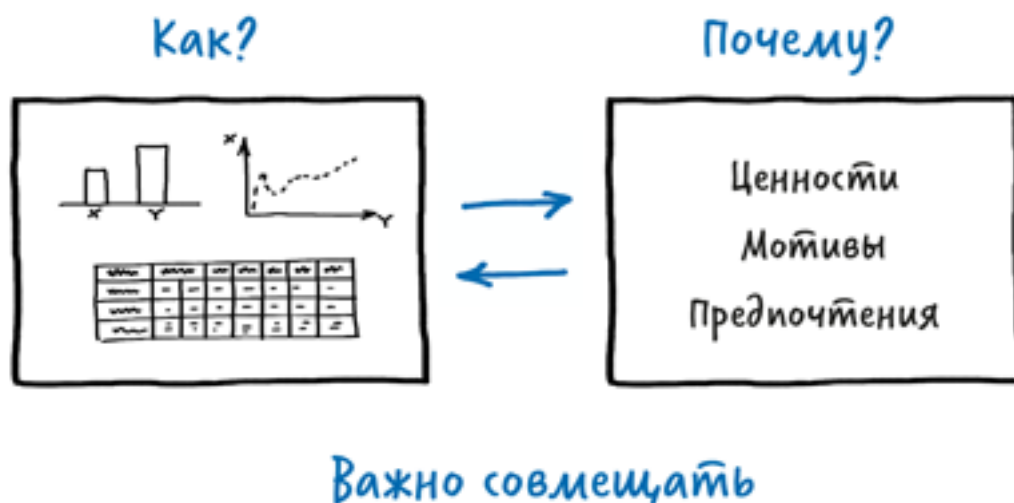 Как?
Почему?
X
X
Y
Y
Ценности
Мотивы
Предпочтения
Важно совмещать